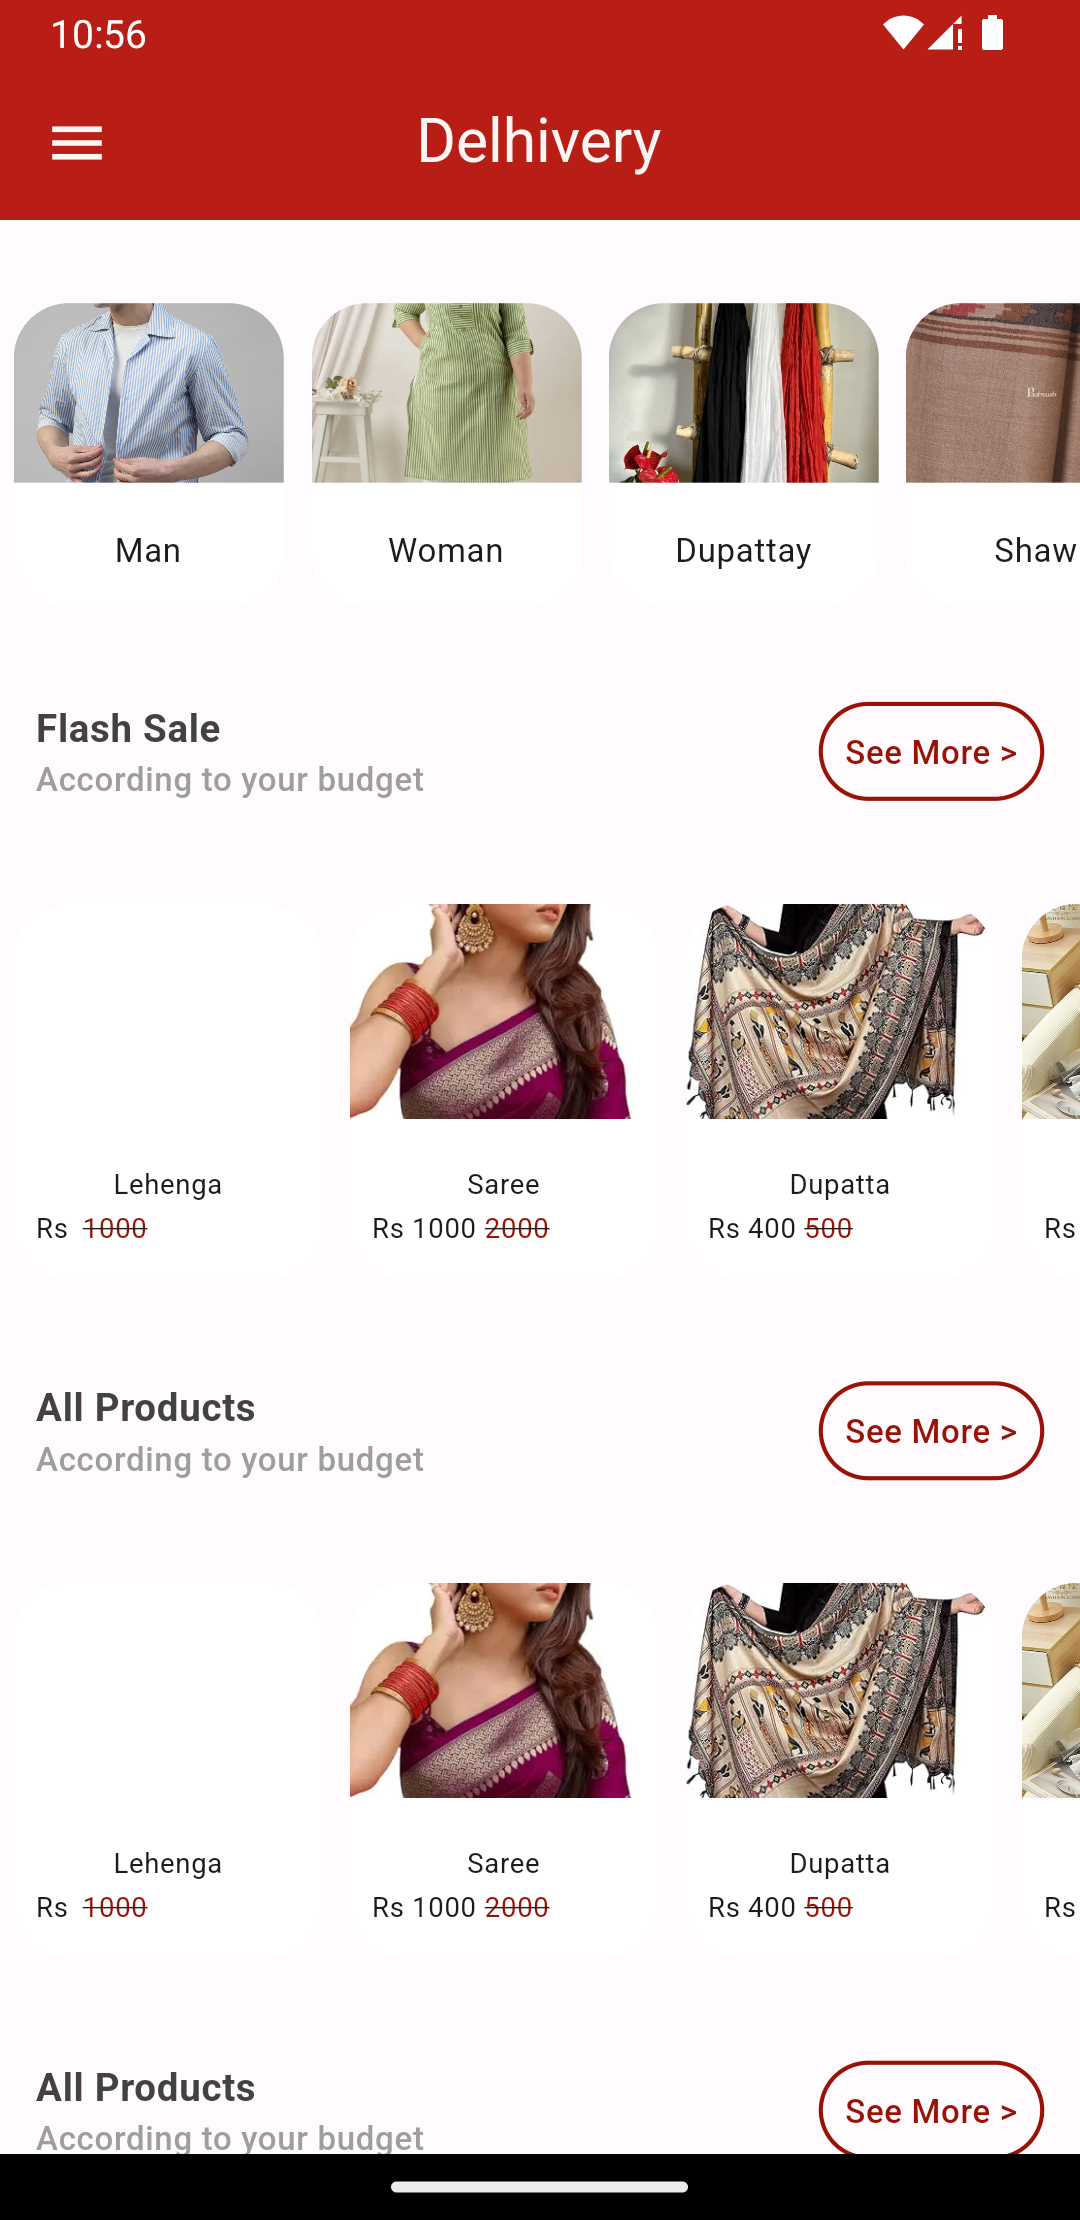 10:56
Delhivery
Man
Woman
Dupattay
Shaw
Flash Sale
According to your budget
See More >
Lehenga
Rs 1000
Saree
Rs 1000 2000
Dupatta
Rs 400 500
Rs
All Products
According to your budget
See More >
Lehenga
Rs 1000
Saree
Rs 1000 2000
Dupatta
Rs 400 500
Rs
All Products
According to your budget
See More >